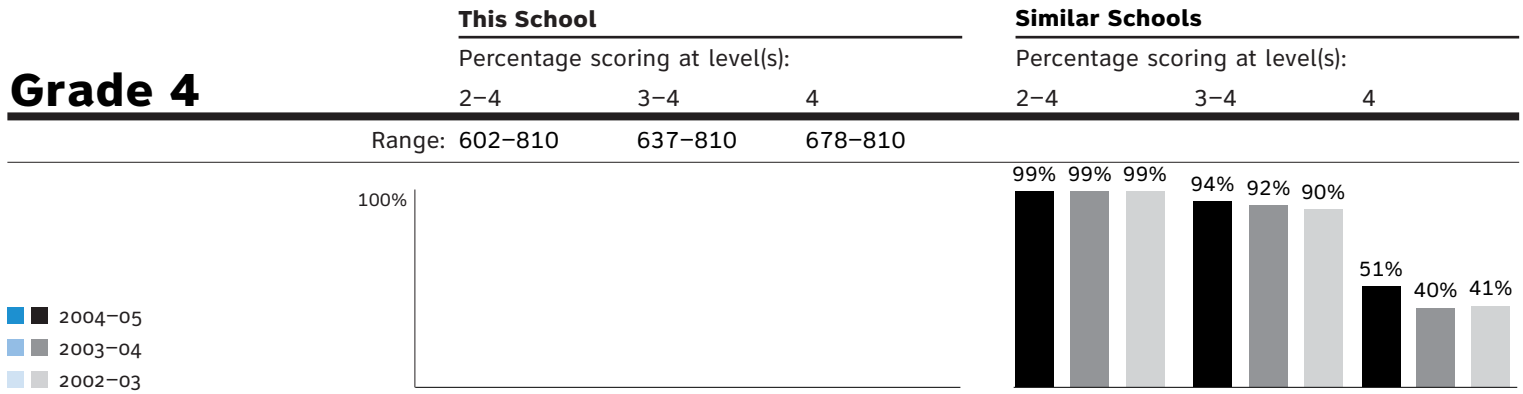 This School
Similar Schools
Percentage scoring at level(s):
Percentage scoring at level(s):
Grade 4
2–4 3–4 4
2–4 3–4 4
Range: 602–810 637–810 678–810
100%
99% 99% 99% 94% 92% 90% 51% 40% 41%
2004–05
2003–04
2002–03